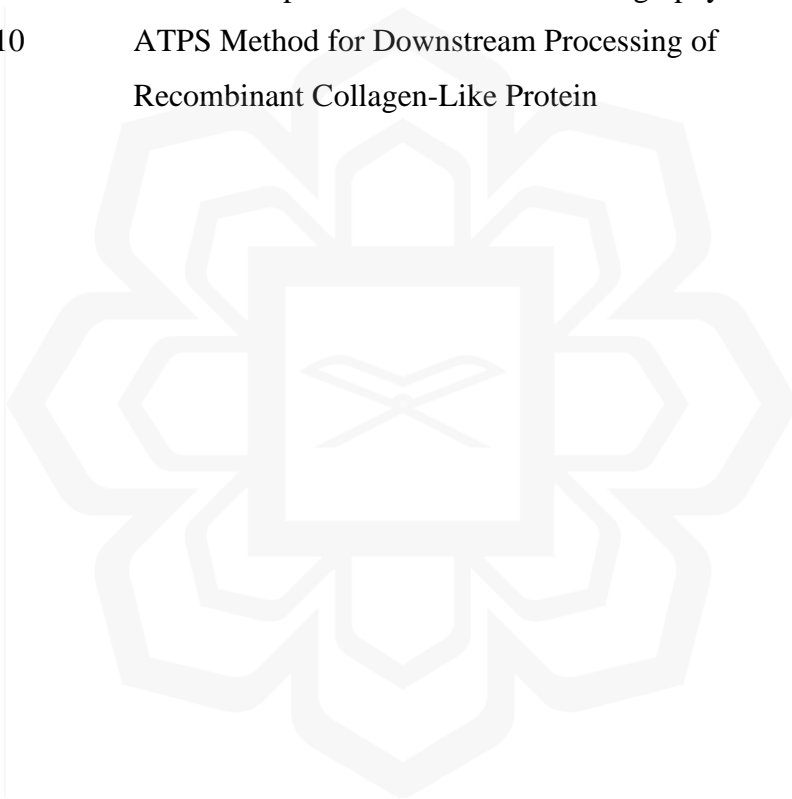 10 ATPS Method for Downstream Processing of
Recombinant Collagen-Like Protein